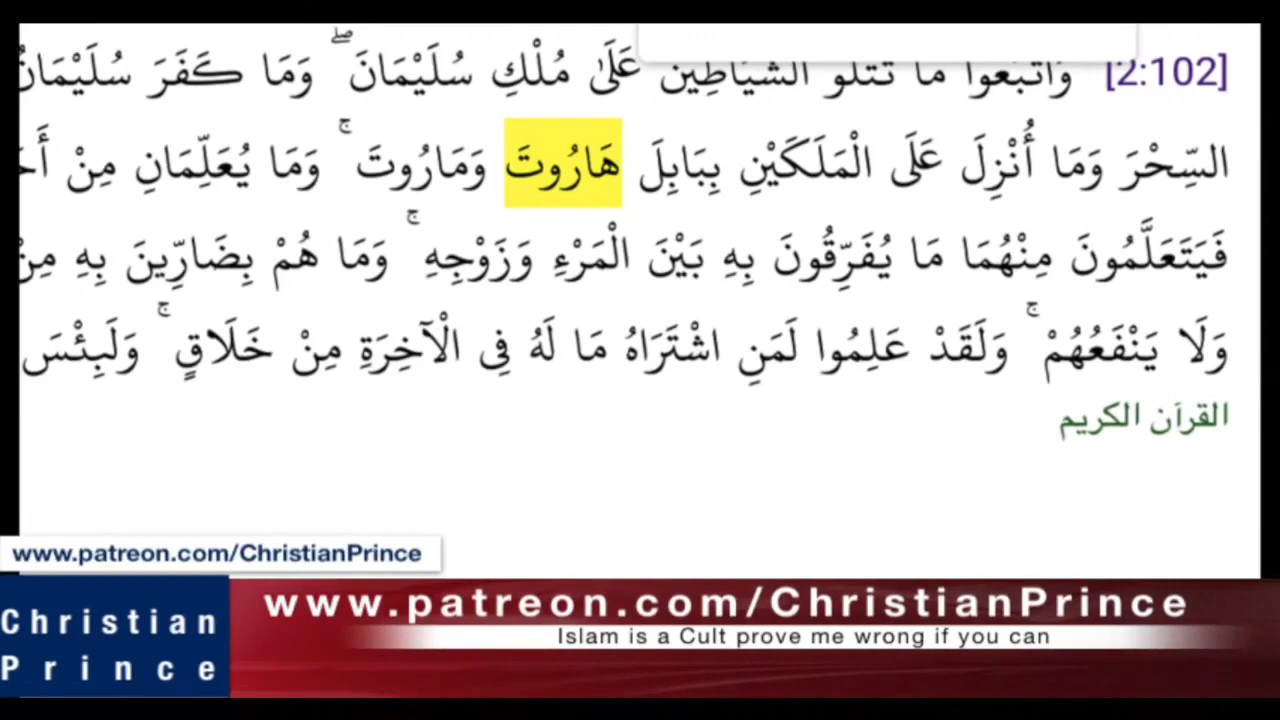 [2:102] وَاتَّبَعُوا مَا تَتْلُو الشَّيَاطِينُ عَلَىٰ مُلْكِ سُلَيْمَانَ ۖ وَمَا كَفَرَ سُلَيْمَانُ
السِّحْرَ وَمَا أُنْزِلَ عَلَى الْمَلَكَيْنِ بِبَابِلَ هَارُوتَ وَمَارُوتَ ۚ وَمَا يُعَلِّمَانِ مِنْ
فَيَتَعَلَّمُونَ مِنْهُمَا مَا يُفَرِّقُونَ بِهِ بَيْنَ الْمَرْءِ وَزَوْجِهِ ۚ وَمَا هُمْ بِضَارِّينَ بِهِ مِنْ
وَلَا يَنْفَعُهُمْ ۚ وَلَقَدْ عَلِمُوا لَمَنِ اشْتَرَاهُ مَا لَهُ فِي الْآخِرَةِ مِنْ خَلَاقٍ ۚ وَلَبِئْسَ
القرآن الكريم
www.patreon.com/ChristianPrince
www.patreon.com/ChristianPrince
Islam is a Cult prove me wrong if you can
Christian
Prince